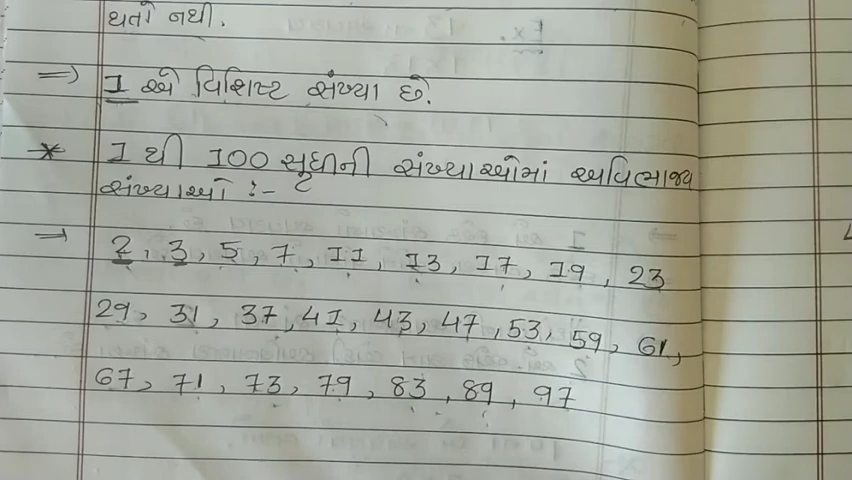 થતો નથી.
=> 1 એ વિશિષ્ટ સંખ્યા છે.
* 1 થી 100 સુધીની સંખ્યાઓમાં અવિભાજ્ય
સંખ્યાઓ :-
→ 2, 3, 5, 7, 11, 13, 17, 19, 23
29, 31, 37, 41, 43, 47, 53, 59, 61,
67, 71, 73, 79, 83, 89, 97